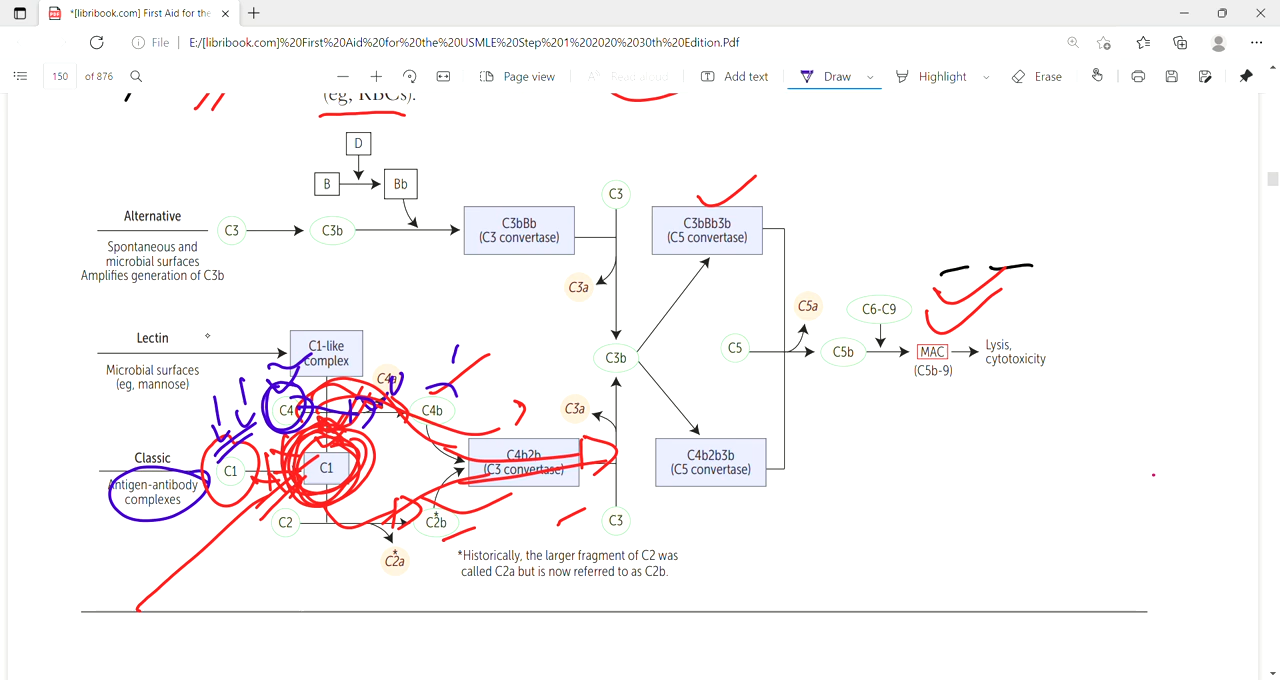 *[libribook.com] First Aid for the
File
E:/[libribook.com]%20First%20Aid%20for%20the%20USMLE%20Step%201%202020%2030th%20Edition.Pdf
150 of 876
Page view
Read aloud
Add text
Draw
Highlight
Erase
(eg, RBCs).
D
B
Bb
Alternative
Spontaneous and
microbial surfaces
Amplifies generation of C3b
C3
C3b
C3bBb
(C3 convertase)
C3
C3a
C3bBb3b
(C5 convertase)
C3b
C5
C5a
C5b
C6-C9
MAC
(C5b-9)
Lysis,
cytotoxicity
Lectin
Microbial surfaces
(eg, mannose)
C1-like
complex
C4
C4a
C4b
Classic
Antigen-antibody
complexes
C1
C1
C4b2b
(C3 convertase)
C3a
C4b2b3b
(C5 convertase)
C2
C2b
*
C2a
*
C3
*Historically, the larger fragment of C2 was
called C2a but is now referred to as C2b.